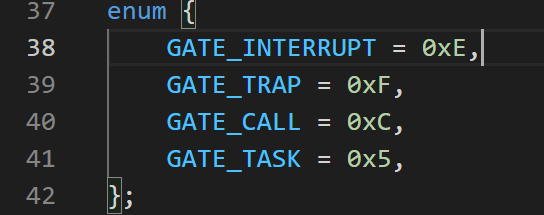 37 enum {
38     GATE_INTERRUPT = 0xE,
39     GATE_TRAP = 0xF,
40     GATE_CALL = 0xC,
41     GATE_TASK = 0x5,
42 };